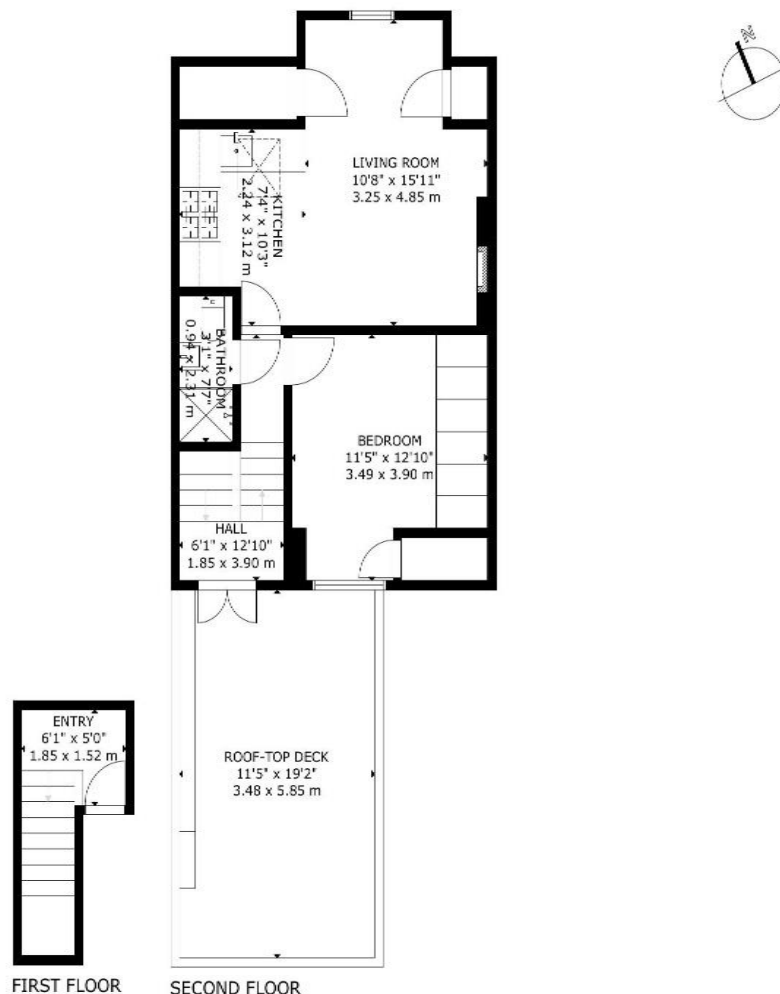 LIVING ROOM
10'8" x 15'11"
3.25 x 4.85 m
KITCHEN
7'4" x 10'3"
2.24 x 3.12 m
BATHROOM
3'1" x 7'7"
0.94 x 2.31 m
BEDROOM
11'5" x 12'10"
3.49 x 3.90 m
HALL
6'1" x 12'10"
1.85 x 3.90 m
ENTRY
6'1" x 5'0"
1.85 x 1.52 m
ROOF-TOP DECK
11'5" x 19'2"
3.48 x 5.85 m
FIRST FLOOR
SECOND FLOOR